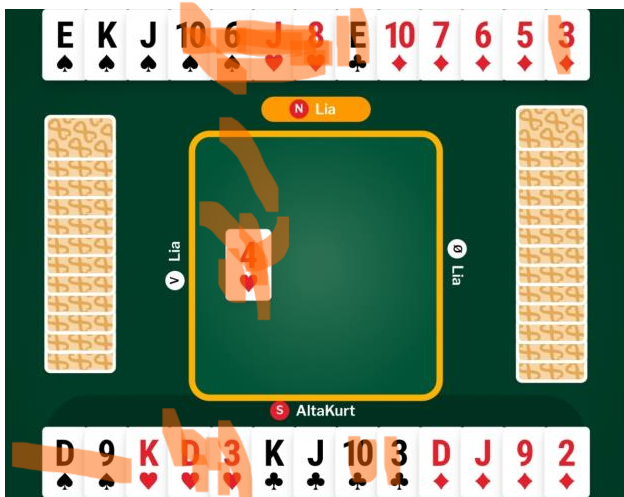 E K J 10 6 J 8 E 10 7 6 5 3
N Lia
V Lia
Ø Lia
4
S AltaKurt
D 9 K D 3 K J 10 3 D J 9 2